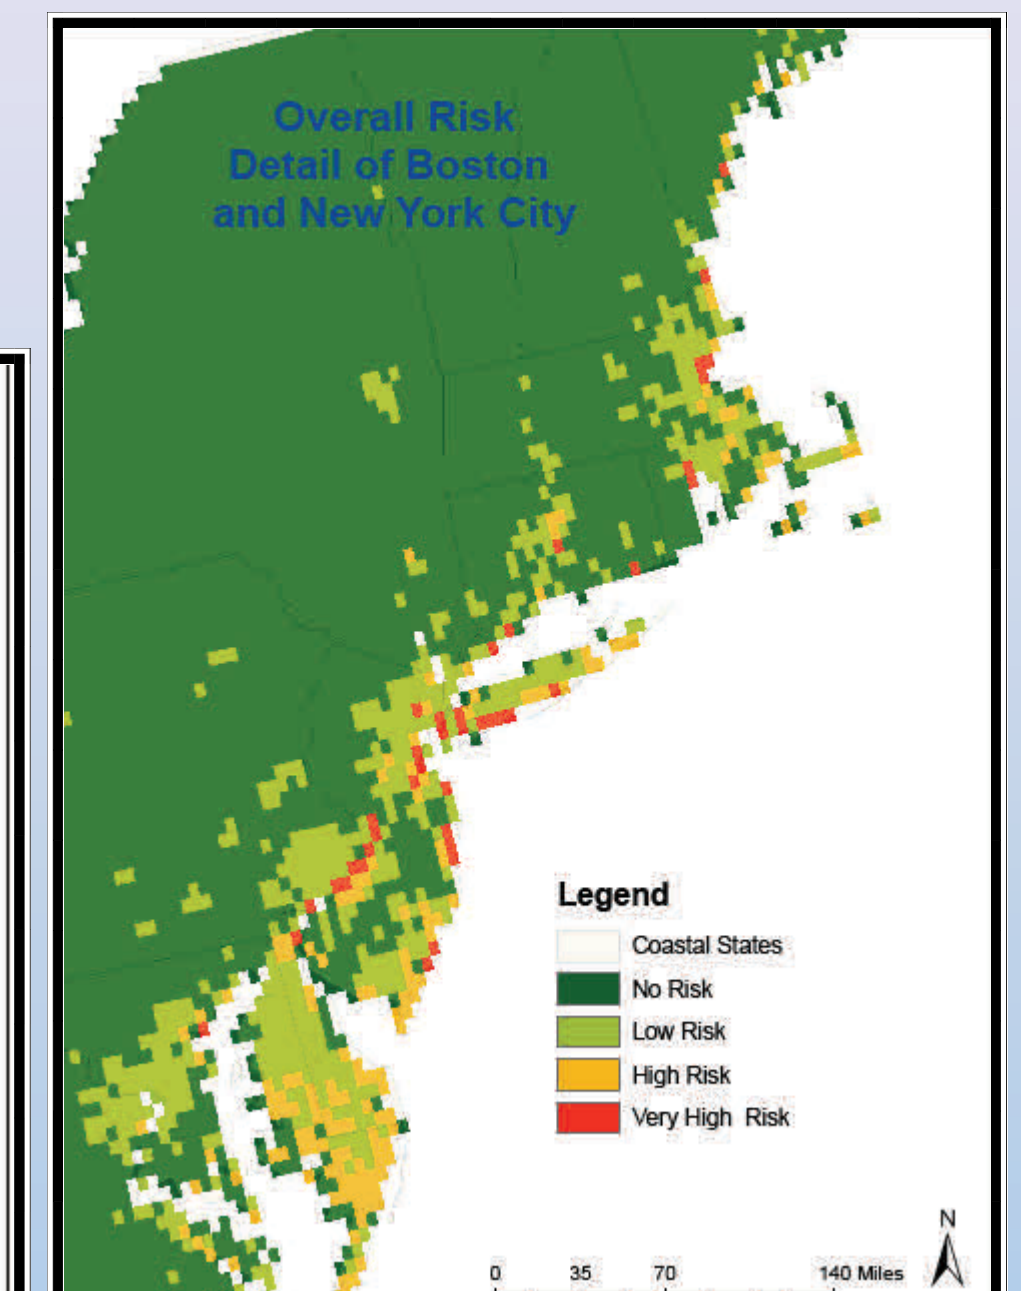 Overall Risk
Detail of Boston
and New York City
Legend
Coastal States
No Risk
Low Risk
High Risk
Very High Risk
N
0 35 70 140 Miles